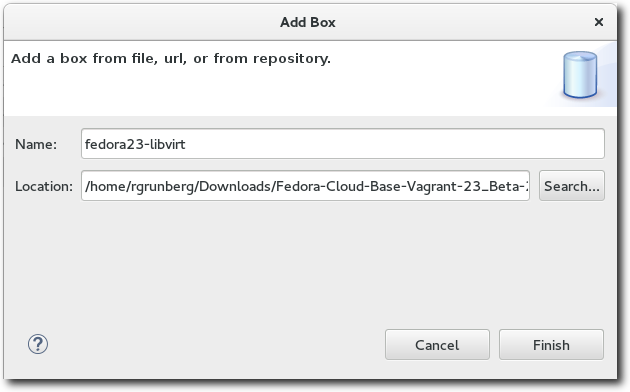 Add Box
Add a box from file, url, or from repository.
Name: fedora23-libvirt
Location: /home/rgrunberg/Downloads/Fedora-Cloud-Base-Vagrant-23_Beta- Search...
? Cancel Finish